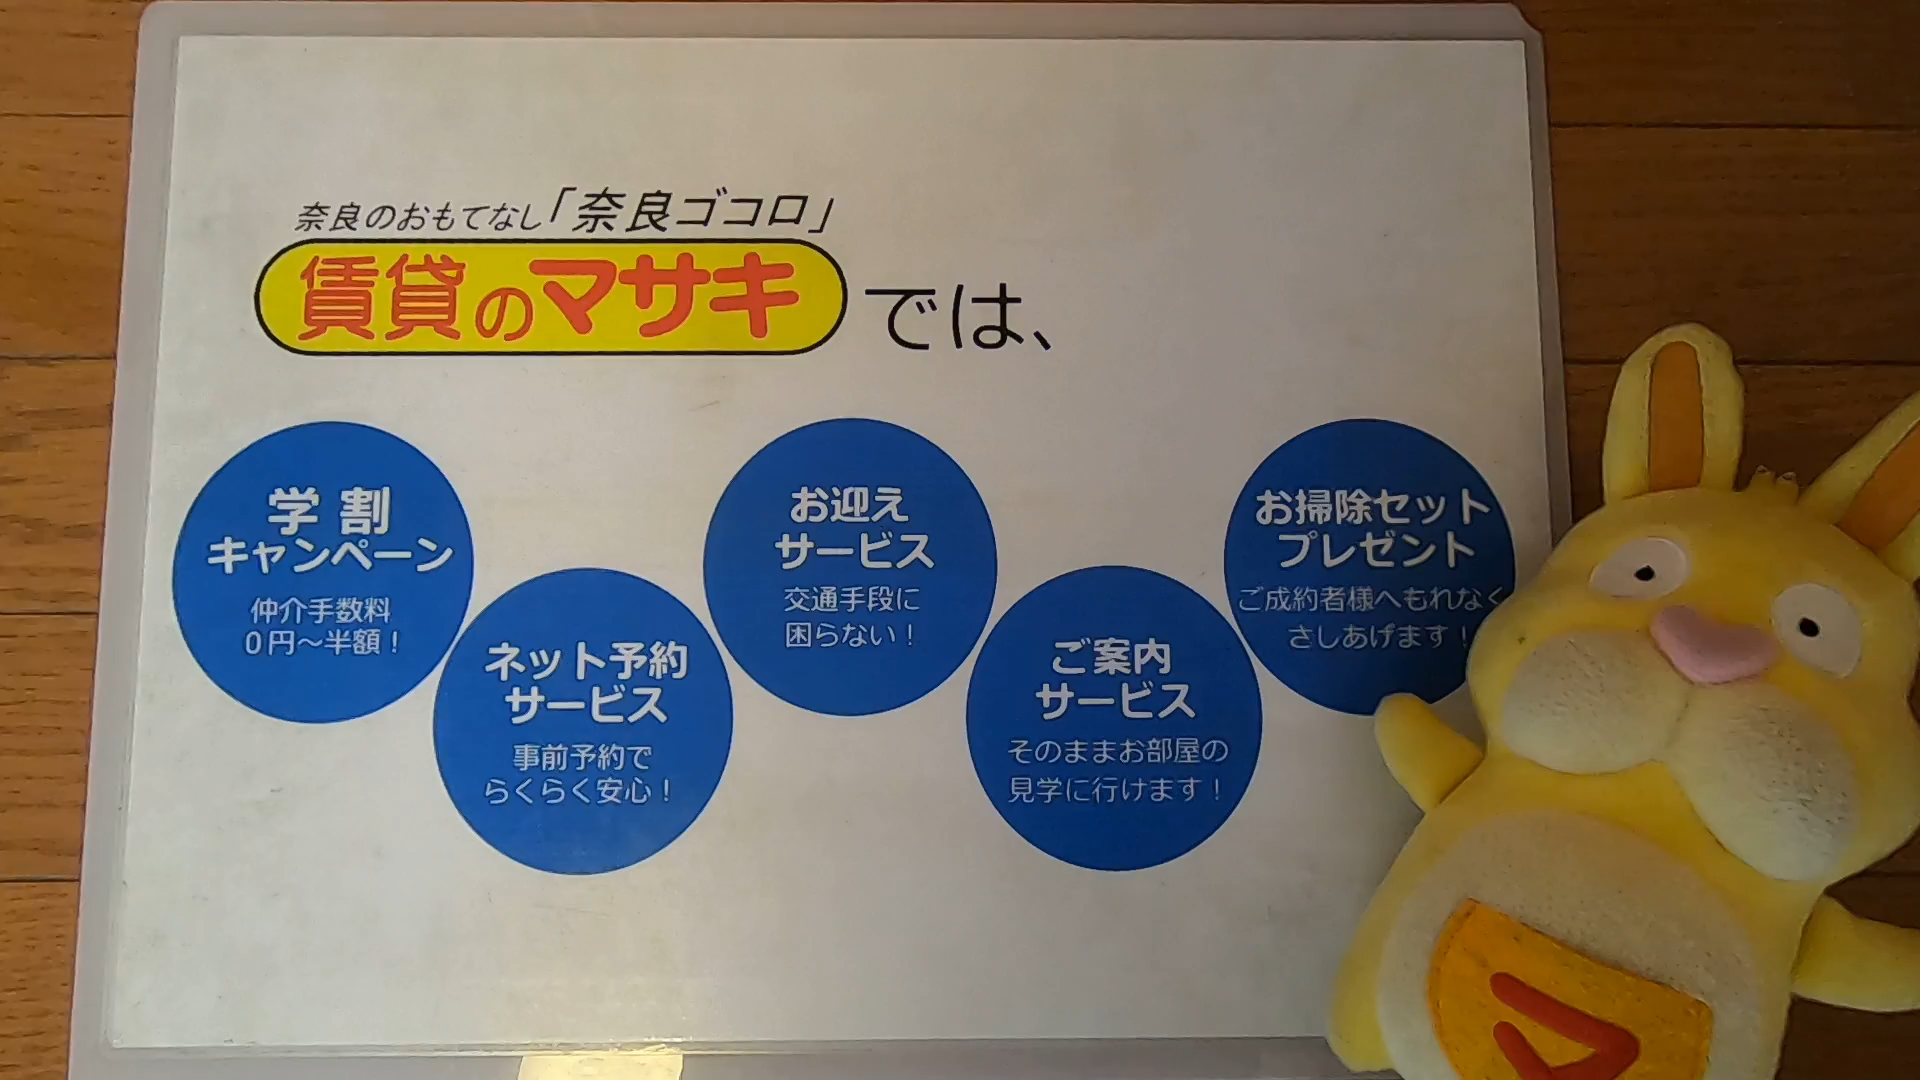 奈良のおもてなし「奈良ゴコロ」
賃貸のマサキでは、
学割
キャンペーン
仲介手数料
0円～半額！
ネット予約
サービス
事前予約で
らくらく安心！
お迎え
サービス
交通手段に
困らない！
ご案内
サービス
そのままお部屋の
見学に行けます！
お掃除セット
プレゼント
ご成約者様へもれなく
さしあげます！
マ